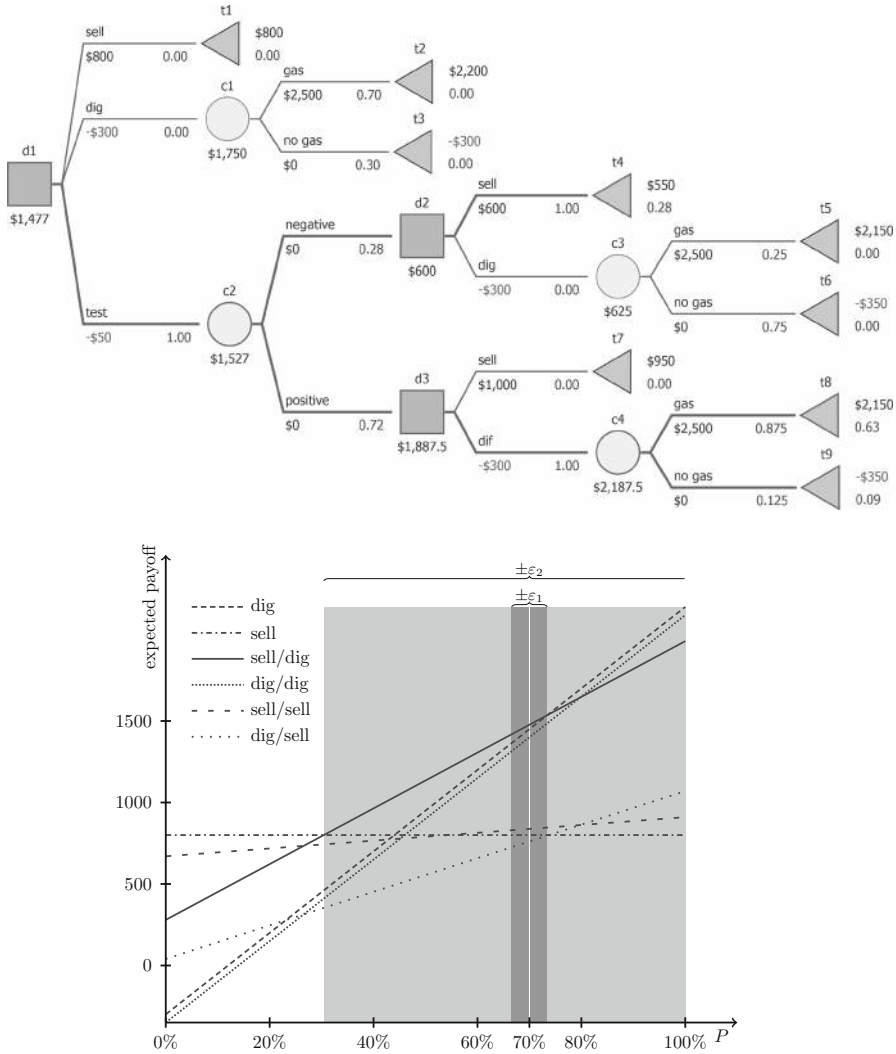 t1
sell
$800
$800 0.00
0.00
t2
c1
gas
$2,200
dig
$2,500 0.70
0.00
-$300 0.00
t3
d1
no gas
-$300
$1,750
$0 0.30
0.00
t4
d2
sell
$550
$1,477
$600 1.00
0.28
t5
negative
gas
$2,150
$0 0.28
dig
c3
$2,500 0.25
0.00
$600
-$300 0.00
t6
c2
no gas
-$350
test
$625
$0 0.75
0.00
-$50 1.00
t7
$1,527
d3
sell
$950
$1,000 0.00
0.00
t8
positive
c4
gas
$2,150
$0 0.72
dif
$2,500 0.875
0.63
$1,887.5
-$300 1.00
t9
no gas
-$350
$2,187.5
$0 0.125
0.09
expected payoff
±ε2
±ε1
dig
sell
sell/dig
dig/dig
sell/sell
dig/sell
1500
1000
500
0
0% 20% 40% 60% 70% 80% 100% P